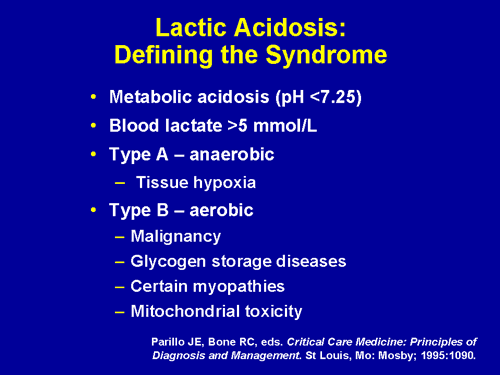 Lactic Acidosis:
Defining the Syndrome
• Metabolic acidosis (pH <7.25)
• Blood lactate >5 mmol/L
• Type A – anaerobic
– Tissue hypoxia
• Type B – aerobic
– Malignancy
– Glycogen storage diseases
– Certain myopathies
– Mitochondrial toxicity
Parillo JE, Bone RC, eds. Critical Care Medicine: Principles of
Diagnosis and Management. St Louis, Mo: Mosby; 1995:1090.